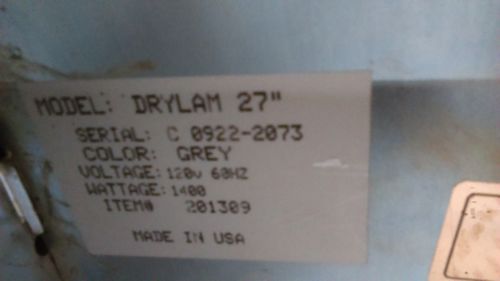 MODEL: DRYLAM 27"
SERIAL: C 0922-2073
COLOR: GREY
VOLTAGE: 120V 60HZ
WATTAGE: 1400
ITEM# 201309
MADE IN USA